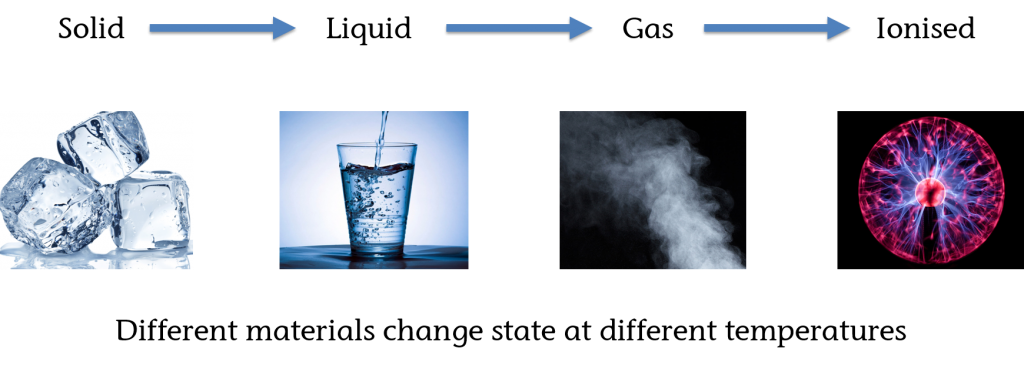 Solid Liquid Gas Ionised
Different materials change state at different temperatures